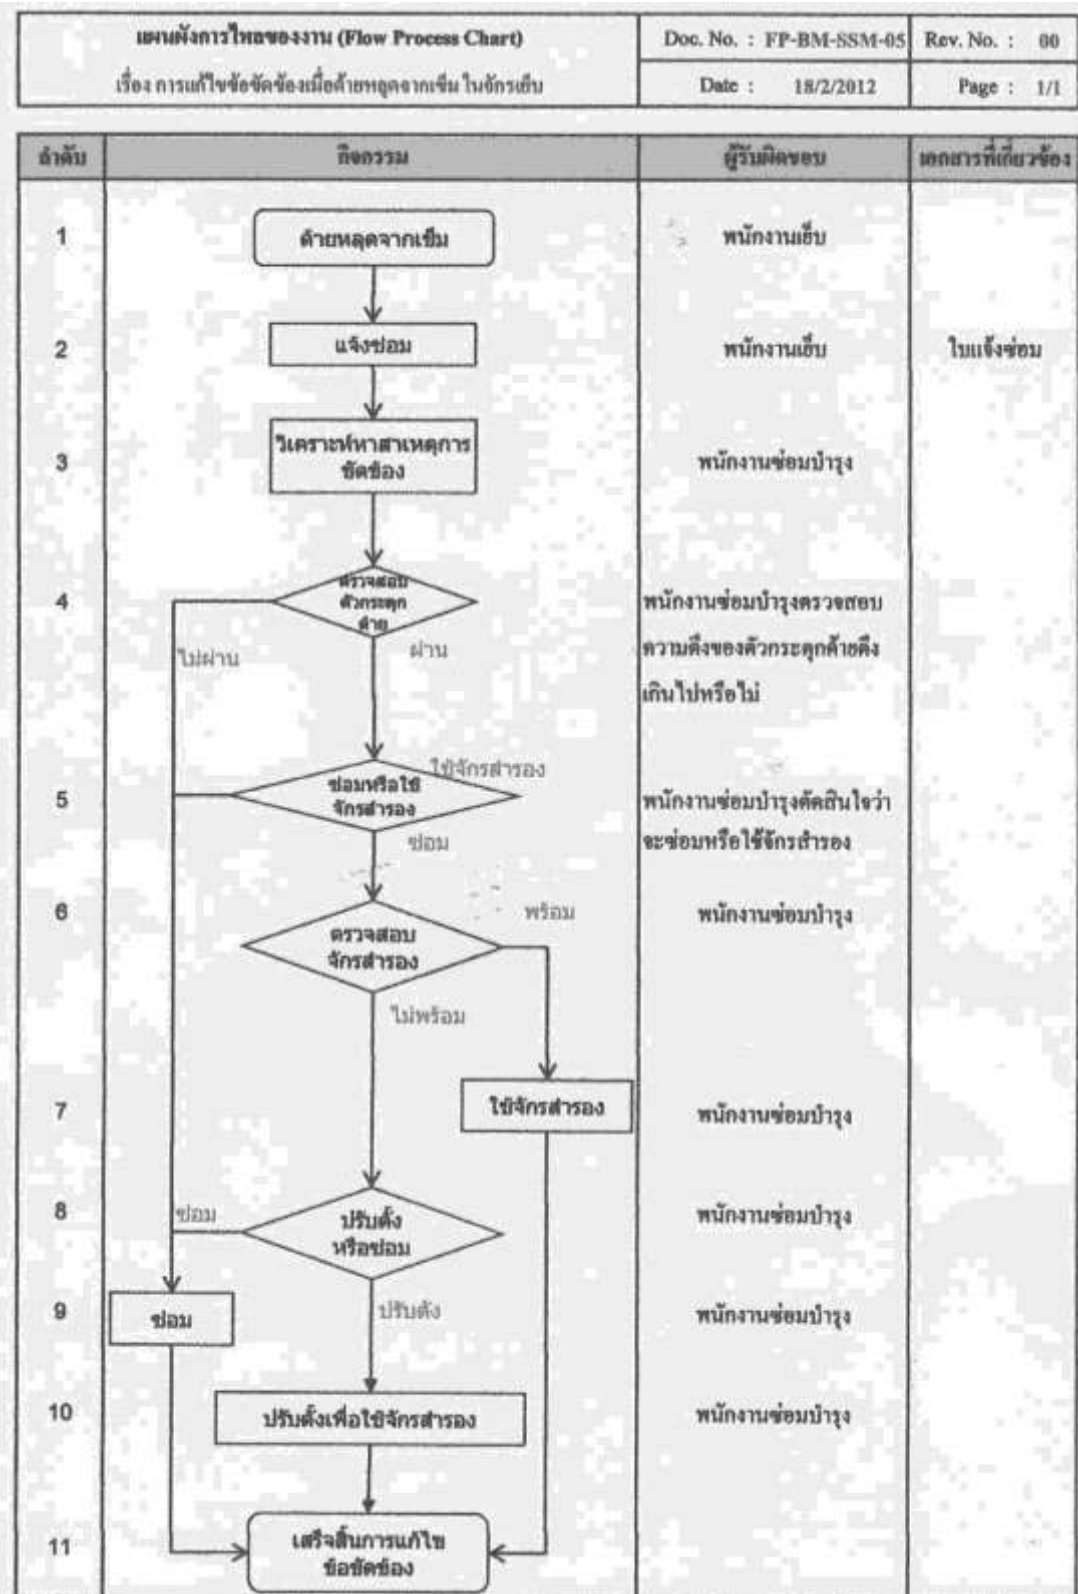 แผนผังการไหลของงาน (Flow Process Chart)
Doc. No. : FP-BM-SSM-05
Rev. No. : 00
เรื่อง การแก้ไขข้อขัดข้องเมื่อด้ายหลุดจากเข็ม ในจักรเย็บ
Date : 18/2/2012
Page : 1/1
ลำดับ
กิจกรรม
ผู้รับผิดชอบ
เอกสารที่เกี่ยวข้อง
1
ด้ายหลุดจากเข็ม
พนักงานเย็บ
2
แจ้งซ่อม
พนักงานเย็บ
ใบแจ้งซ่อม
3
วิเคราะห์หาสาเหตุการ
ขัดข้อง
พนักงานซ่อมบำรุง
4
ตรวจสอบ
ตัวกระตุก
ด้าย
ไม่ผ่าน
ผ่าน
พนักงานซ่อมบำรุงตรวจสอบ
ความตึงของตัวกระตุกด้ายตึง
เกินไปหรือไม่
5
ใช้จักรสำรอง
ซ่อมหรือใช้
จักรสำรอง
ซ่อม
พนักงานซ่อมบำรุงตัดสินใจว่า
จะซ่อมหรือใช้จักรสำรอง
6
พร้อม
ตรวจสอบ
จักรสำรอง
ไม่พร้อม
พนักงานซ่อมบำรุง
7
ใช้จักรสำรอง
พนักงานซ่อมบำรุง
8
ซ่อม
ปรับตั้ง
หรือซ่อม
พนักงานซ่อมบำรุง
9
ซ่อม
ปรับตั้ง
พนักงานซ่อมบำรุง
10
ปรับตั้งเพื่อใช้จักรสำรอง
พนักงานซ่อมบำรุง
11
เสร็จสิ้นการแก้ไข
ข้อขัดข้อง